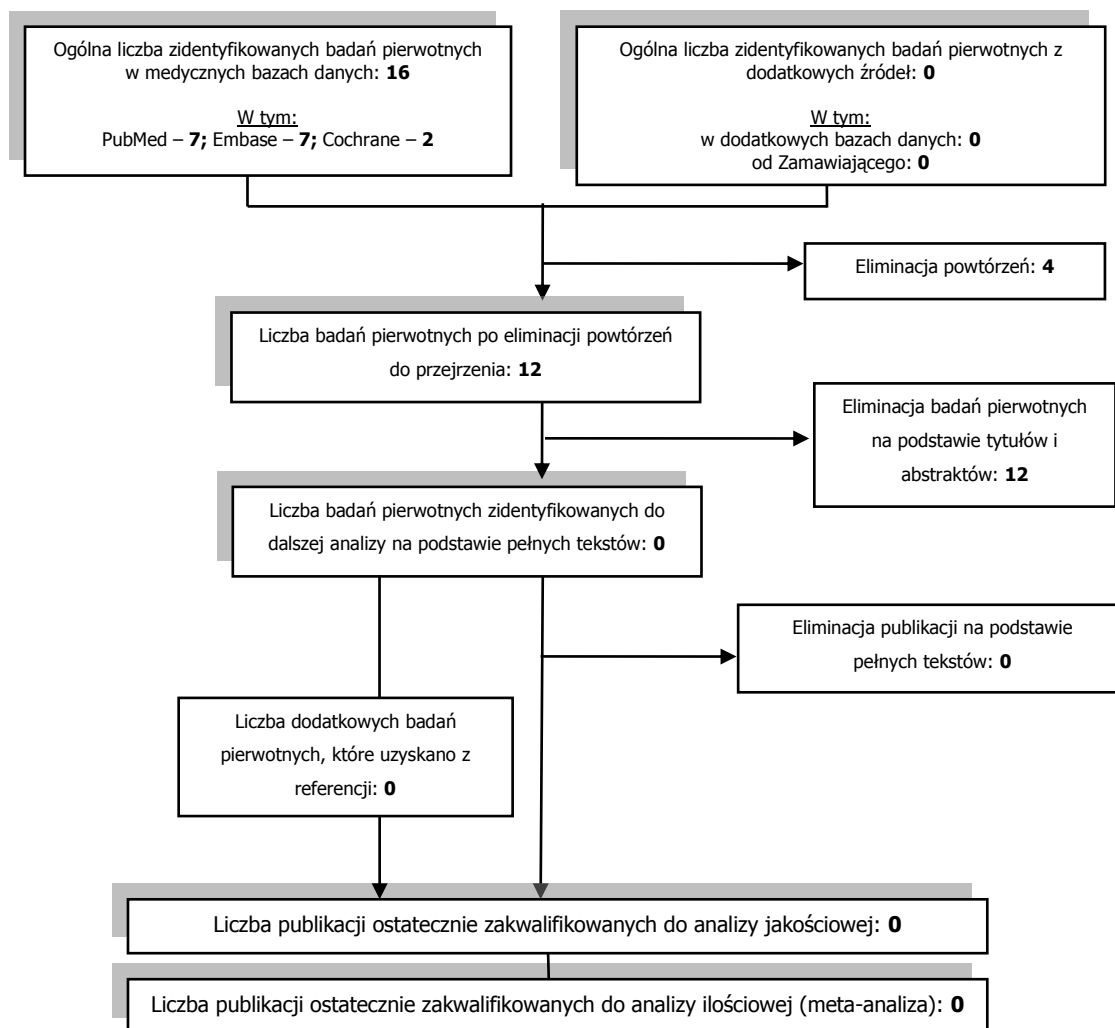 Ogólna liczba zidentyfikowanych badań pierwotnych
w medycznych bazach danych: 16
W tym:
PubMed – 7; Embase – 7; Cochrane – 2
Ogólna liczba zidentyfikowanych badań pierwotnych z
dodatkowych źródeł: 0
W tym:
w dodatkowych bazach danych: 0
od Zamawiającego: 0
Eliminacja powtórzeń: 4
Liczba badań pierwotnych po eliminacji powtórzeń
do przejrzenia: 12
Eliminacja badań pierwotnych
na podstawie tytułów i
abstraktów: 12
Liczba badań pierwotnych zidentyfikowanych do
dalszej analizy na podstawie pełnych tekstów: 0
Eliminacja publikacji na podstawie
pełnych tekstów: 0
Liczba dodatkowych badań
pierwotnych, które uzyskano z
referencji: 0
Liczba publikacji ostatecznie zakwalifikowanych do analizy jakościowej: 0
Liczba publikacji ostatecznie zakwalifikowanych do analizy ilościowej (meta-analiza): 0